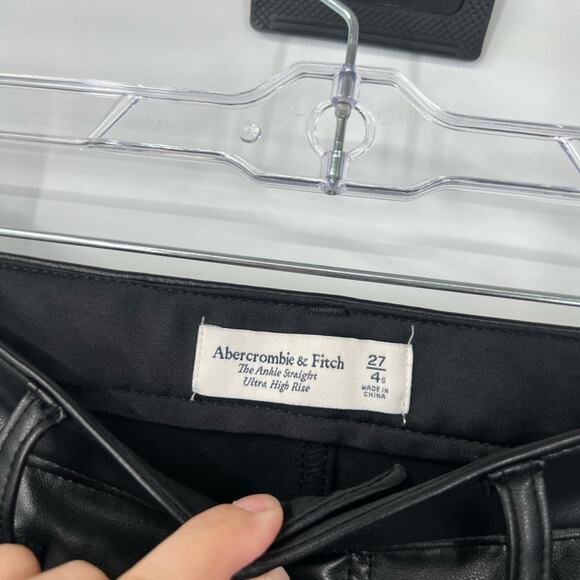 Abercrombie & Fitch
The Ankle Straight
Ultra High Rise
27
4s
MADE IN
CHINA